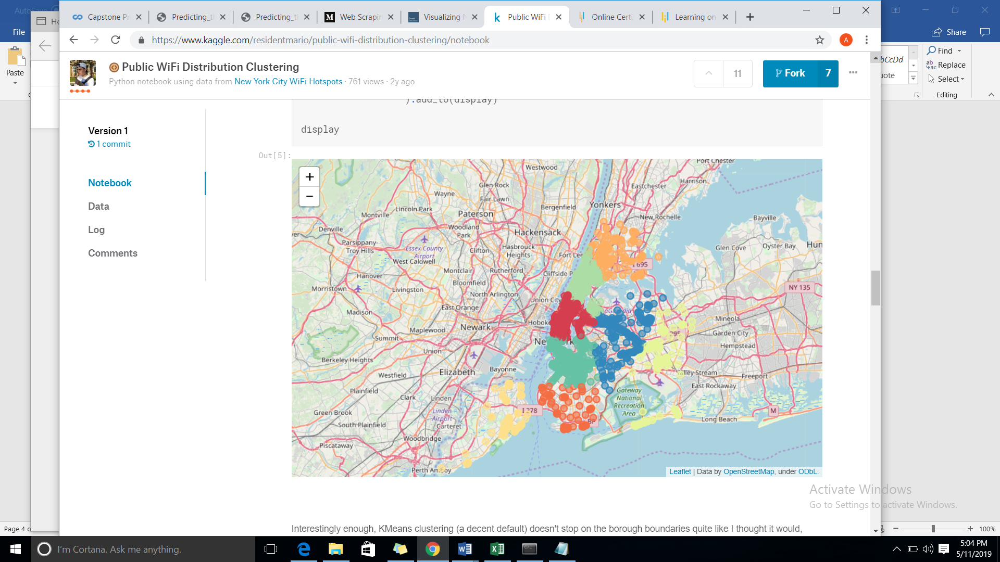 File
Paste
Share
Find
Replace
Select
Editing
Page 4
100%
Capstone Pr
Predicting_t
Predicting_t
Web Scrapin
Visualizing
Public WiFi
Online Certi
Learning on
https://www.kaggle.com/residentmario/public-wifi-distribution-clustering/notebook
A
Public WiFi Distribution Clustering
Python notebook using data from New York City WiFi Hotspots · 761 views · 2y ago
11
Fork 7
Version 1
1 commit
Notebook
Data
Log
Comments
).add_to(display)
display
Out[5]:
+
−
Westwood
Port Chester
Glen Rock
Eastchester
Harrison
Wayne
Fair Lawn
Yonkers
Lincoln Park
Bergenfield
Montville
Paterson
New Rochelle
Bayville
Denville
Woodland Park
Hackensack
Parsippany-Troy Hills
Essex County Airport
Clifton
Hasbrouck Heights
Fort Lee
Glen Cove
Oyster Bay
West Caldwell
I 695
Hanover
Montclair
Rutherford
Cliffside P
Morristown
Livingston
Bloomfield
NY 135
North Arlington
Union City
Madison
East Orange
Mineola
Maplewood
Newark
Hoboke
Garden City
Summit
Hempstead
Berkeley Heights
Union
Elizabeth
Bayonne
Westfield
Valley Stream
Freeport
Plainfield
East Rockaway
Clark
Linden
Gateway National Recreation Area
Green Brook
Linden Airport
I 278
M
South Plainfield
Carteret
Long Beach
Woodbridge
Piscataway
Perth Amboy
Leaflet | Data by OpenStreetMap, under ODbL.
Activate Windows
Go to Settings to activate Windows.
Interestingly enough, KMeans clustering (a decent default) doesn't stop on the borough boundaries quite like I thought it would,
I'm Cortana. Ask me anything.
5:04 PM
5/11/2019